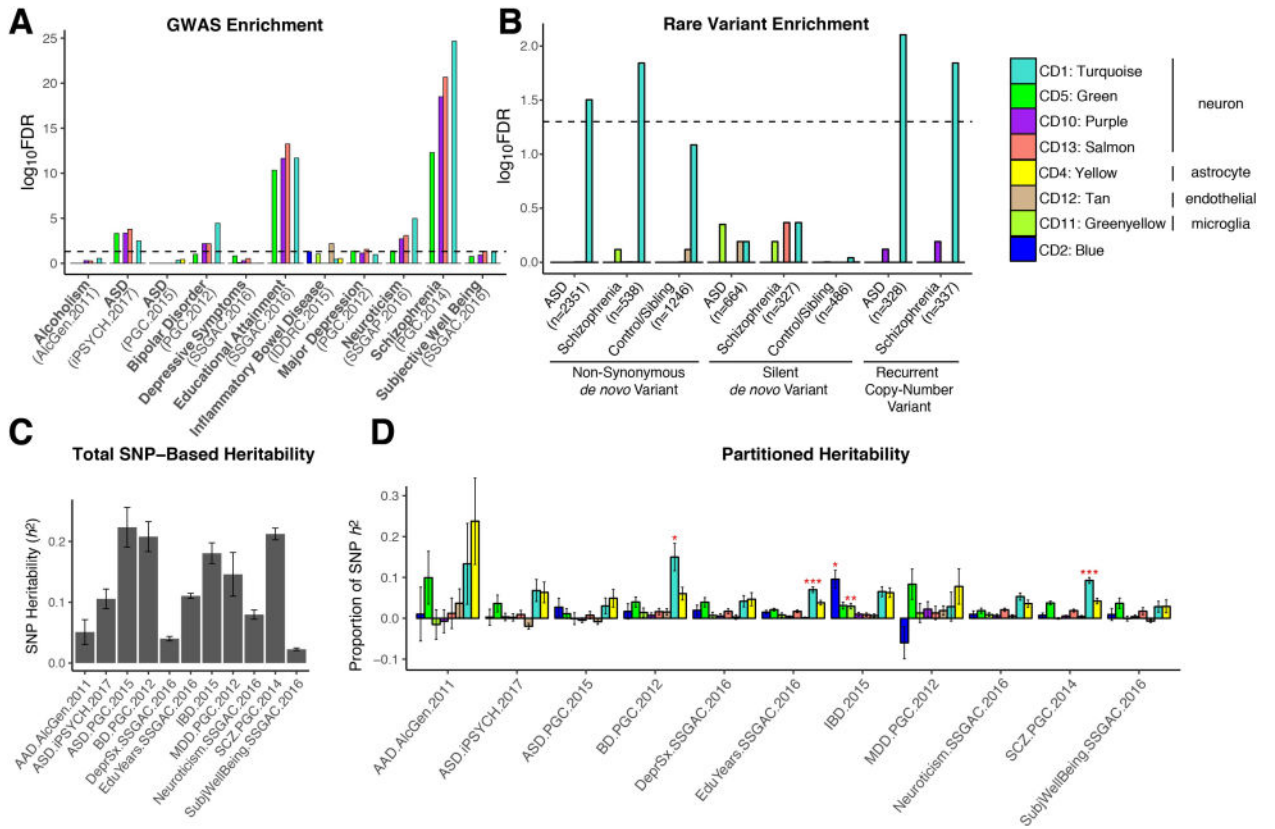 A
GWAS Enrichment
log10FDR
25
20
15
10
5
0
Alcoholism
(AlcGen.2011)
ASD
(iPSYCH.2017)
ASD
(PGC.2015)
Bipolar Disorder
(PGC.2012)
Depressive Symptoms
(SSGAC.2016)
Educational Attainment
(SSGAC.2016)
Inflammatory Bowel Disease
(IDDRC.2015)
Major Depression
(PGC.2012)
Neuroticism
(SSGAP.2016)
Schizophrenia
(PGC.2014)
Subjective Well Being
(SSGAC.2016)
B
Rare Variant Enrichment
log10FDR
2.0
1.5
1.0
0.5
0.0
ASD
(n=2351)
Schizophrenia
(n=538)
Control/Sibling
(n=1246)
ASD
(n=664)
Schizophrenia
(n=327)
Control/Sibling
(n=486)
ASD
(n=328)
Schizophrenia
(n=337)
Non-Synonymous
de novo Variant
Silent
de novo Variant
Recurrent
Copy-Number
Variant
CD1: Turquoise
CD5: Green
CD10: Purple
CD13: Salmon
CD4: Yellow
CD12: Tan
CD11: Greenyellow
CD2: Blue
neuron
astrocyte
endothelial
microglia
C
Total SNP-Based Heritability
SNP Heritability (h²)
0.2
0.1
0.0
AAD.AlcGen.2011
ASD.iPSYCH.2017
ASD.PGC.2015
BD.PGC.2012
DeprSx.SSGAC.2016
EduYears.SSGAC.2016
IBD.2015
MDD.PGC.2012
Neuroticism.SSGAC.2016
SCZ.PGC.2014
SubjWellBeing.SSGAC.2016
D
Partitioned Heritability
Proportion of SNP h²
0.3
0.2
0.1
0.0
−0.1
*
***
*
**
***
AAD.AlcGen.2011
ASD.iPSYCH.2017
ASD.PGC.2015
BD.PGC.2012
DeprSx.SSGAC.2016
EduYears.SSGAC.2016
IBD.2015
MDD.PGC.2012
Neuroticism.SSGAC.2016
SCZ.PGC.2014
SubjWellBeing.SSGAC.2016